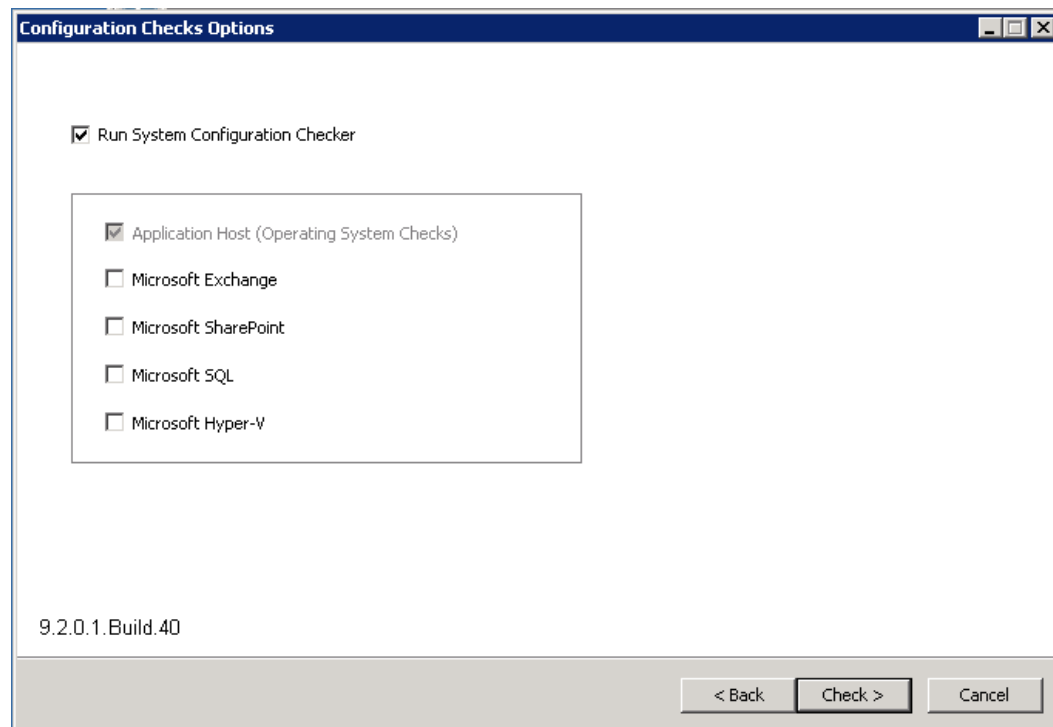 Configuration Checks Options
Run System Configuration Checker
Application Host (Operating System Checks)
Microsoft Exchange
Microsoft SharePoint
Microsoft SQL
Microsoft Hyper-V
9.2.0.1.Build.40
< Back
Check >
Cancel